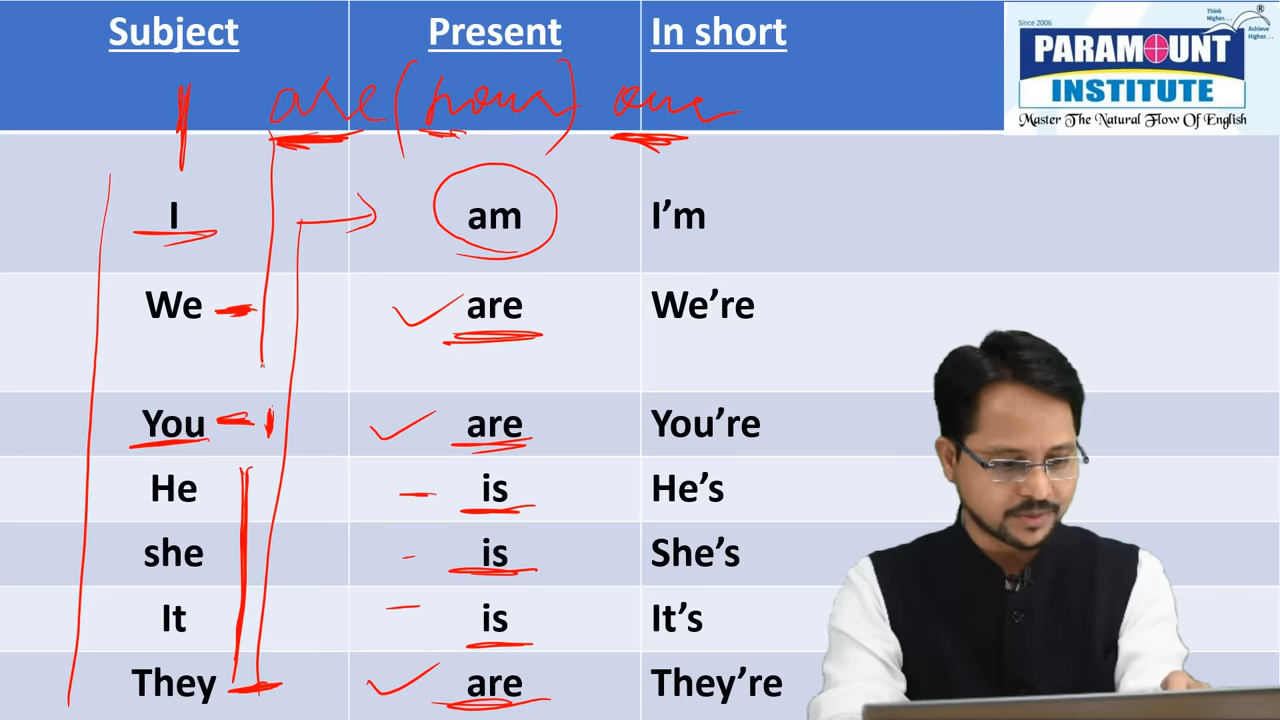 Subject Present In short
Since 2006 Think Higher... Achieve Higher...
PARAMOUNT
INSTITUTE
Master The Natural Flow Of English
are (hour) our
I am I'm
We are We're
You are You're
He is He's
she is She's
It is It's
They are They're